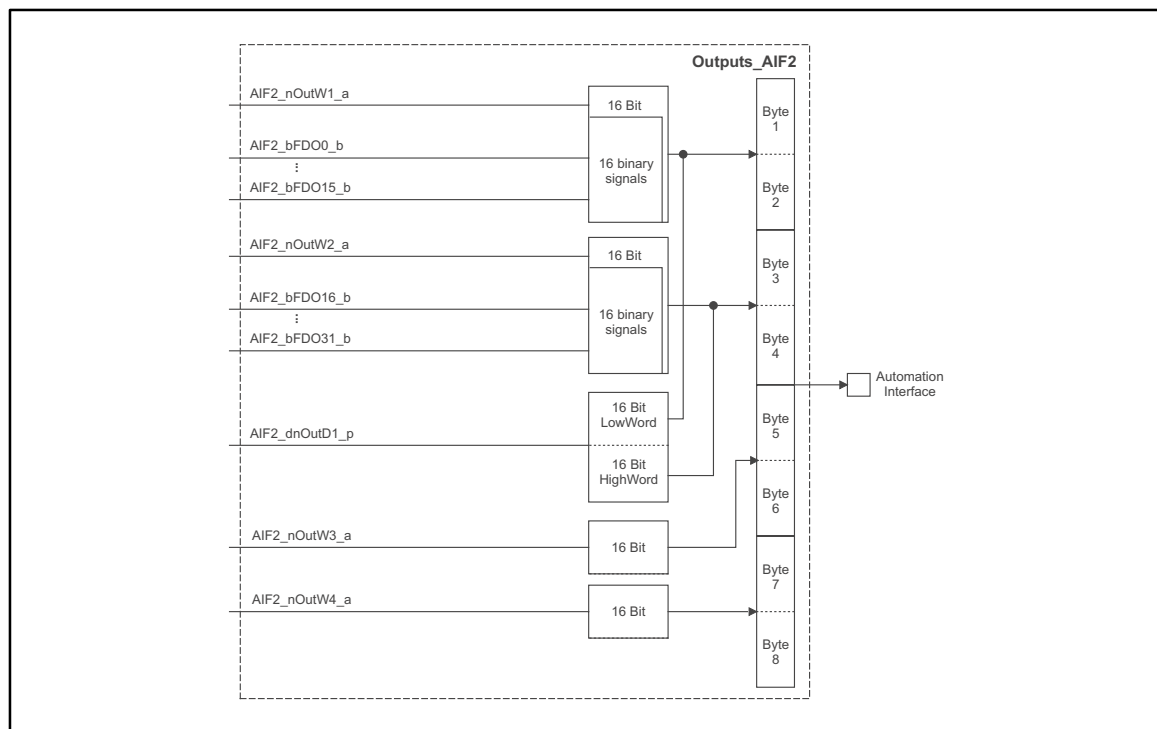 Outputs_AIF2
AIF2_nOutW1_a
16 Bit
Byte
1
AIF2_bFDO0_b
⋮
16 binary
signals
AIF2_bFDO15_b
Byte
2
AIF2_nOutW2_a
16 Bit
Byte
3
AIF2_bFDO16_b
⋮
16 binary
signals
AIF2_bFDO31_b
Byte
4
Automation
Interface
16 Bit
LowWord
Byte
5
AIF2_dnOutD1_p
16 Bit
HighWord
Byte
6
AIF2_nOutW3_a
16 Bit
Byte
7
AIF2_nOutW4_a
16 Bit
Byte
8